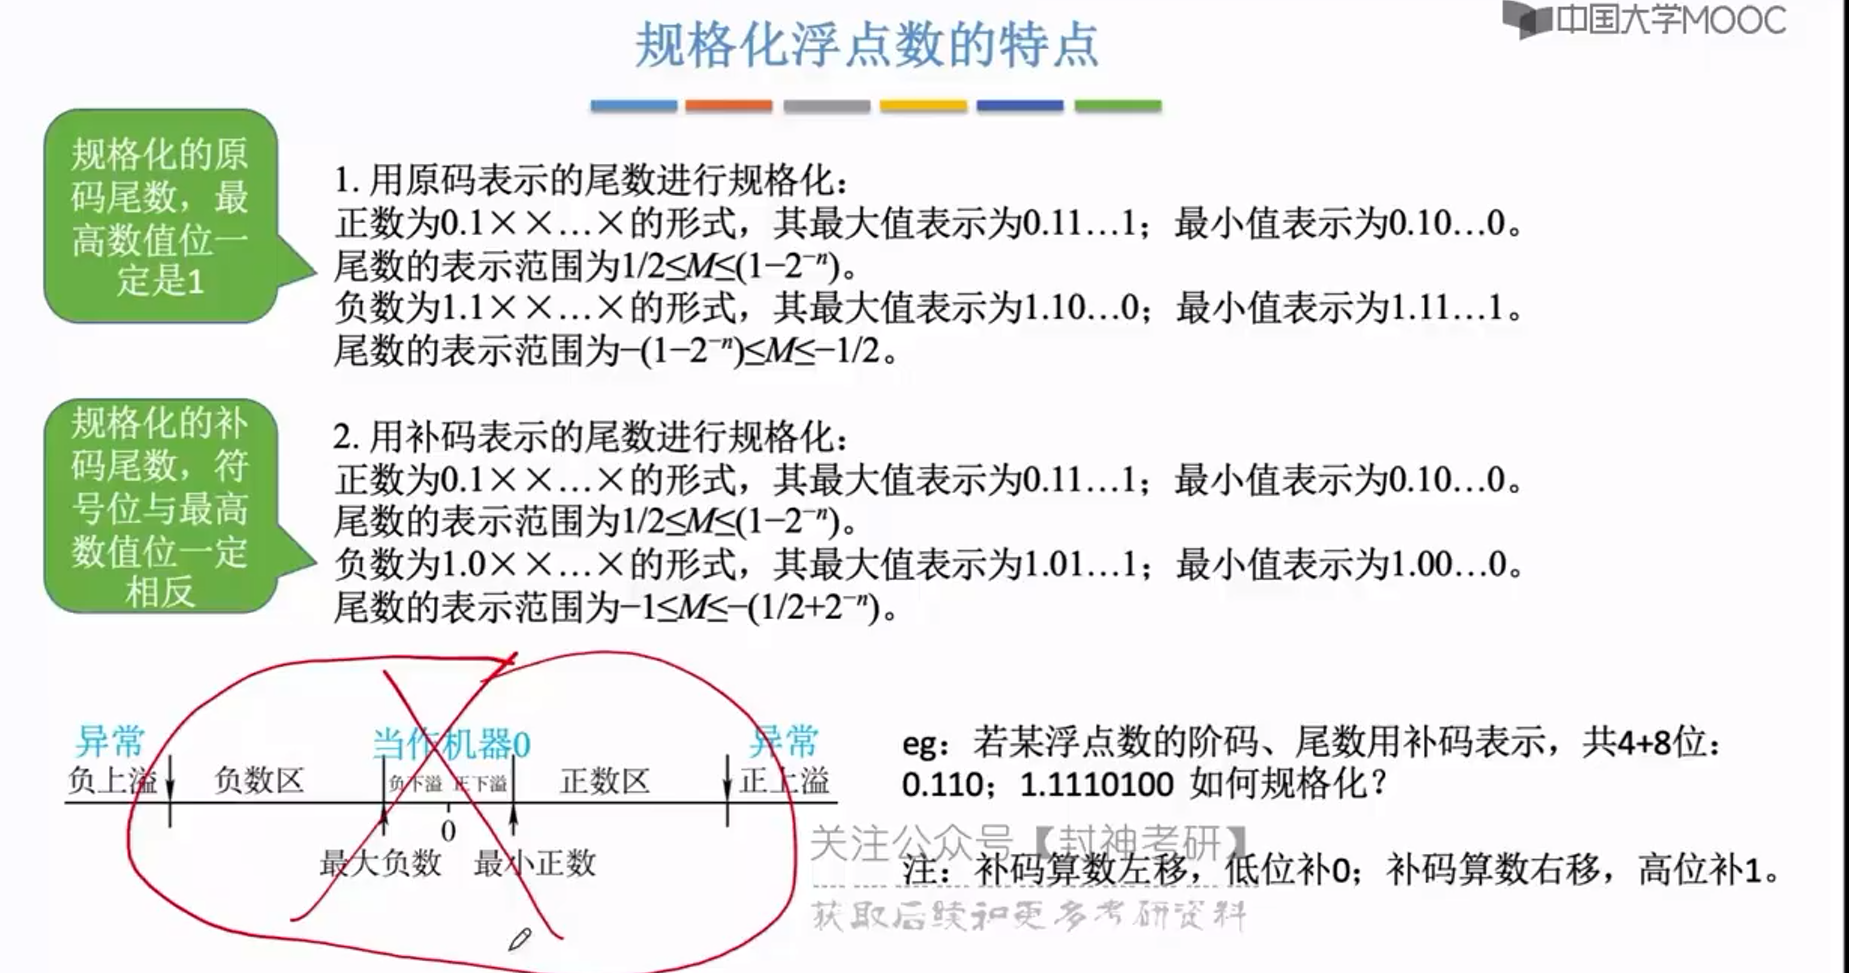 中国大学MOOC
规格化浮点数的特点
规格化的原
码尾数，最
高数值位一
定是1
1. 用原码表示的尾数进行规格化：
正数为0.1××…×的形式，其最大值表示为0.11…1；最小值表示为0.10…0。
尾数的表示范围为1/2≤M≤(1−2⁻ⁿ)。
负数为1.1××…×的形式，其最大值表示为1.10…0；最小值表示为1.11…1。
尾数的表示范围为−(1−2⁻ⁿ)≤M≤−1/2。
规格化的补
码尾数，符
号位与最高
数值位一定
相反
2. 用补码表示的尾数进行规格化：
正数为0.1××…×的形式，其最大值表示为0.11…1；最小值表示为0.10…0。
尾数的表示范围为1/2≤M≤(1−2⁻ⁿ)。
负数为1.0××…×的形式，其最大值表示为1.01…1；最小值表示为1.00…0。
尾数的表示范围为−1≤M≤−(1/2+2⁻ⁿ)。
异常 当作机器0 异常
负上溢 负数区 负下溢 正下溢 正数区 正上溢
0
最大负数 最小正数
eg：若某浮点数的阶码、尾数用补码表示，共4+8位：
0.110；1.1110100 如何规格化？
关注公众号【封神考研】
注：补码算数左移，低位补0；补码算数右移，高位补1。
获取后续和更多考研资料